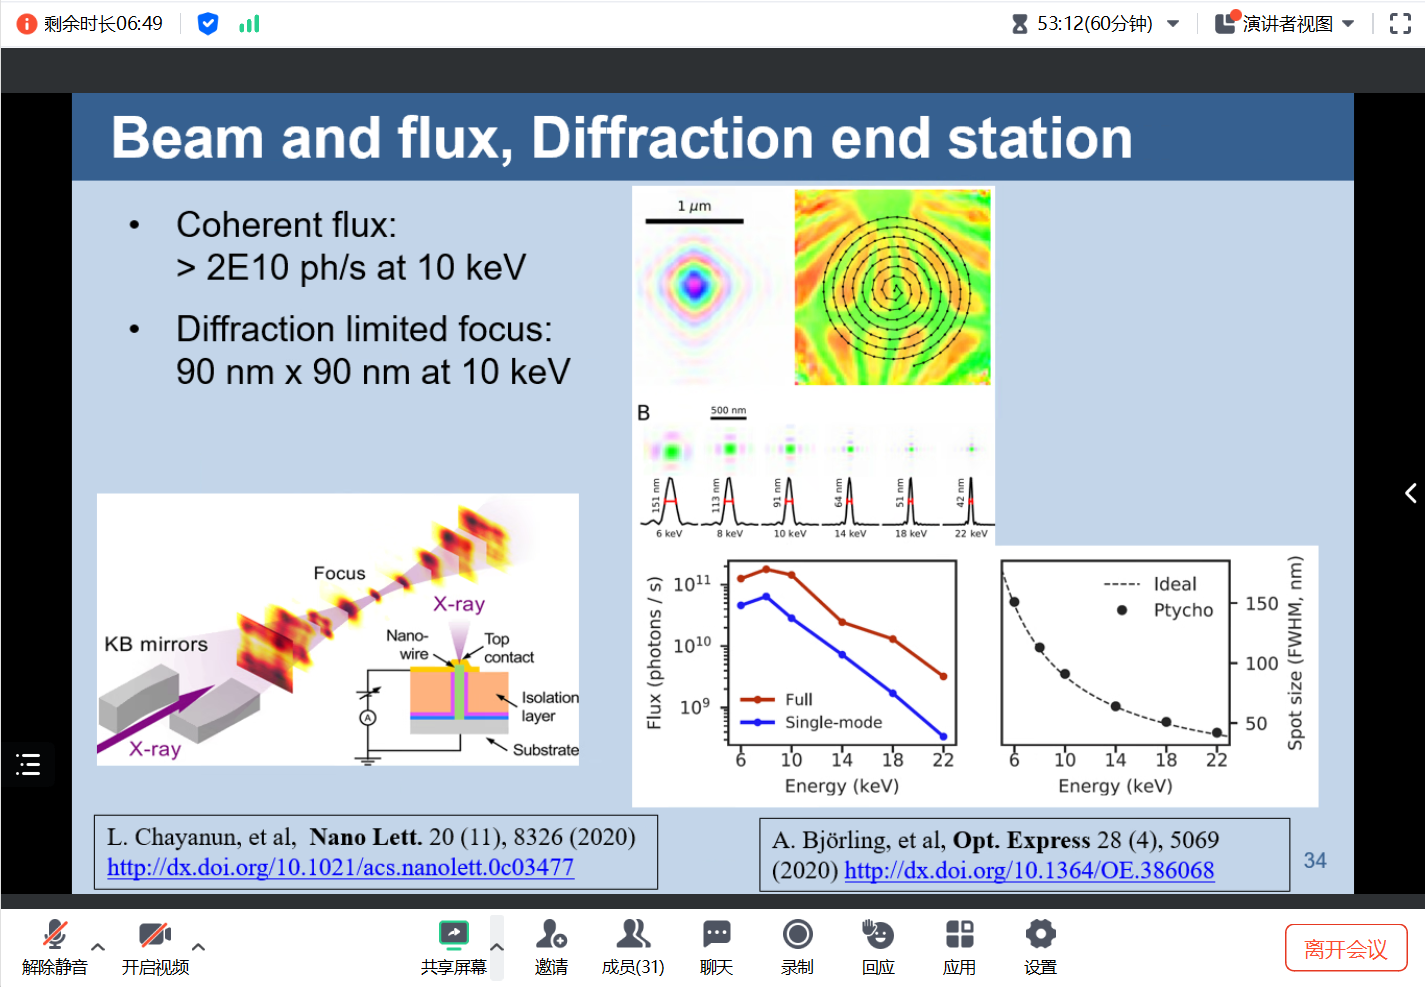 剩余时长06:49
53:12(60分钟)
演讲者视图
Beam and flux, Diffraction end station
• Coherent flux:
> 2E10 ph/s at 10 keV
• Diffraction limited focus:
90 nm x 90 nm at 10 keV
1 μm
B
500 nm
151 nm
113 nm
91 nm
64 nm
51 nm
42 nm
6 keV
8 keV
10 keV
14 keV
18 keV
22 keV
Focus
X-ray
KB mirrors
X-ray
Nano-
wire
Top
contact
A
Isolation
layer
Substrate
Flux (photons / s)
10¹¹
10¹⁰
10⁹
Full
Single-mode
6 10 14 18 22
Energy (keV)
Ideal
Ptycho
150
100
50
Spot size (FWHM, nm)
6 10 14 18 22
Energy (keV)
L. Chayanun, et al, Nano Lett. 20 (11), 8326 (2020)
http://dx.doi.org/10.1021/acs.nanolett.0c03477
A. Björling, et al, Opt. Express 28 (4), 5069
(2020) http://dx.doi.org/10.1364/OE.386068
34
解除静音
开启视频
共享屏幕
邀请
成员(31)
聊天
录制
回应
应用
设置
离开会议